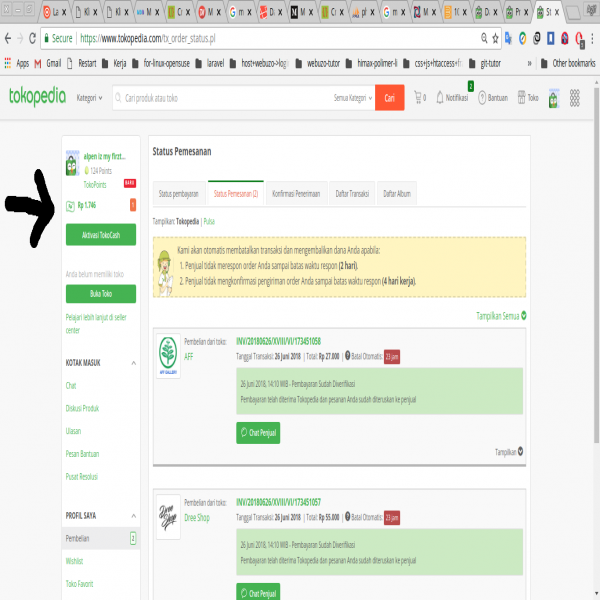 Secure https://www.tokopedia.com/tx_order_status.pl
Apps Gmail Restart Kerja for-linux-opensuse laravel host+webuzo->log webuzo-tutor himax-polimer-l css+js+htaccess+ git-tutor » Other bookmarks
tokopedia Kategori Cari produk atau toko Semua Kategori Cari 0 Notifikasi 2 Bantuan Toko
alpen iz my first...
124 Points
TokoPoints BARU
Rp 1.746 1
Aktivasi TokoCash
Anda belum memiliki toko
Buka Toko
Pelajari lebih lanjut di seller
center
KOTAK MASUK
Chat
Diskusi Produk
Ulasan
Pesan Bantuan
Pusat Resolusi
PROFIL SAYA
Pembelian 2
Wishlist
Toko Favorit
Status Pemesanan
Status pembayaran Status Pemesanan (2) Konfirmasi Penerimaan Daftar Transaksi Daftar Album
Tampilan: Tokopedia | Pulsa
Kami akan otomatis membatalkan transaksi dan mengembalikan dana Anda apabila:
1. Penjual tidak merespon order Anda sampai batas waktu respon (2 hari).
2. Penjual tidak mengkonfirmasi pengiriman order Anda sampai batas waktu respon (4 hari kerja).
Tampilkan Semua
Pembelian dari toko: INV/20180626/XVIII/VI/173451058
AFF Tanggal Transaksi: 26 Juni 2018 | Total: Rp 27.000 | Batal Otomatis: 23 jam
26 Juni 2018, 14:10 WIB - Pembayaran Sudah Diverifikasi
Pembayaran telah diterima Tokopedia dan pesanan Anda sudah diteruskan ke penjual
Chat Penjual
Tampilkan
Pembelian dari toko: INV/20180626/XVIII/VI/173451057
Dree Shop Tanggal Transaksi: 26 Juni 2018 | Total: Rp 55.000 | Batal Otomatis: 23 jam
26 Juni 2018, 14:10 WIB - Pembayaran Sudah Diverifikasi
Pembayaran telah diterima Tokopedia dan pesanan Anda sudah diteruskan ke penjual
Chat Penjual